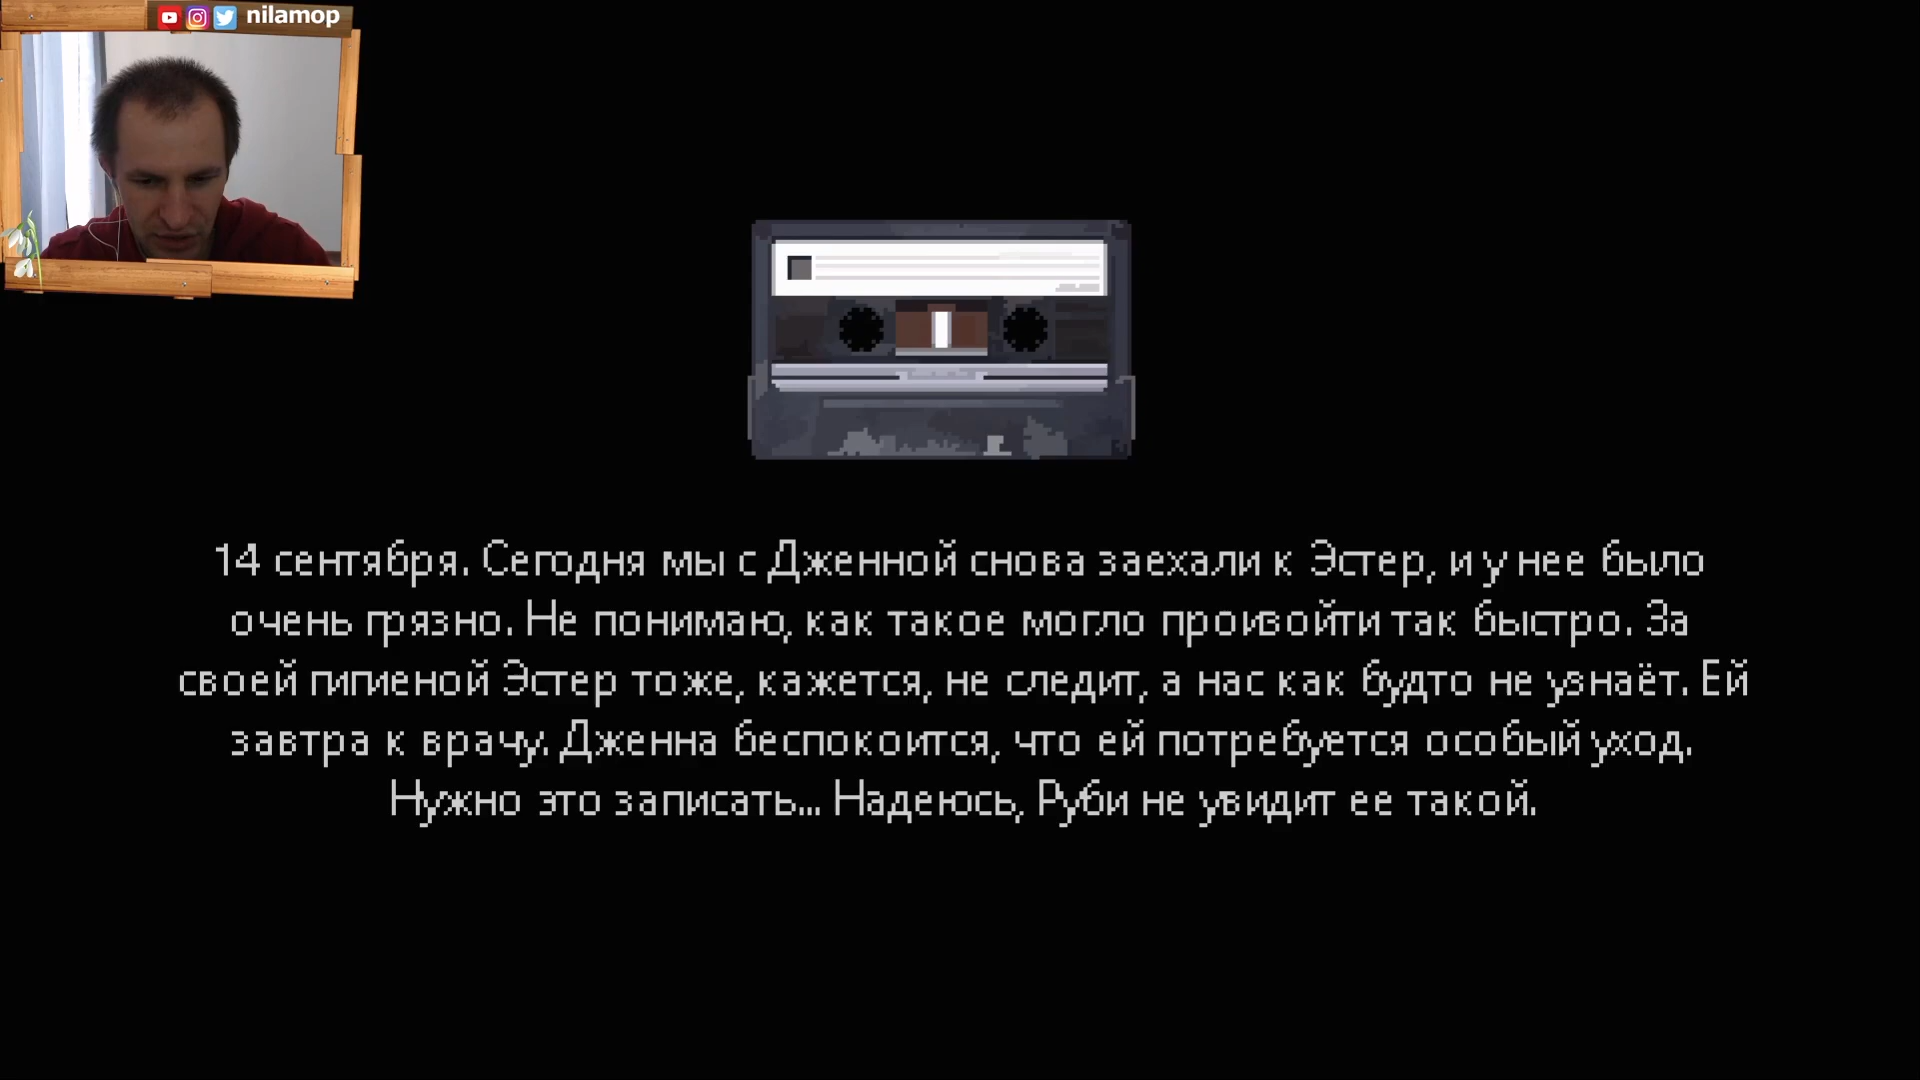 nilamop
14 сентября. Сегодня мы с Дженной снова заехали к Эстер, и у нее было
очень грязно. Не понимаю, как такое могло произойти так быстро. За
своей гигиеной Эстер тоже, кажется, не следит, а нас как будто не узнаёт. Ей
завтра к врачу. Дженна беспокоится, что ей потребуется особый уход.
Нужно это записать... Надеюсь, Руби не увидит ее такой.